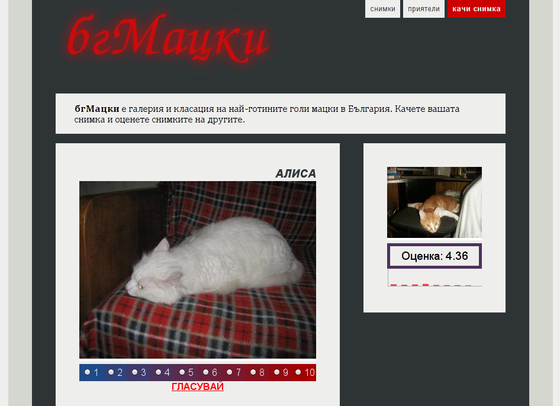 снимки приятели качи снимка
бгМацки
бгМацки е галерия и класация на най-готините голи мацки в България. Качете вашата
снимка и оценете снимките на другите.
АЛИСА
Оценка: 4.36
1 2 3 4 5 6 7 8 9 10
ГЛАСУВАЙ